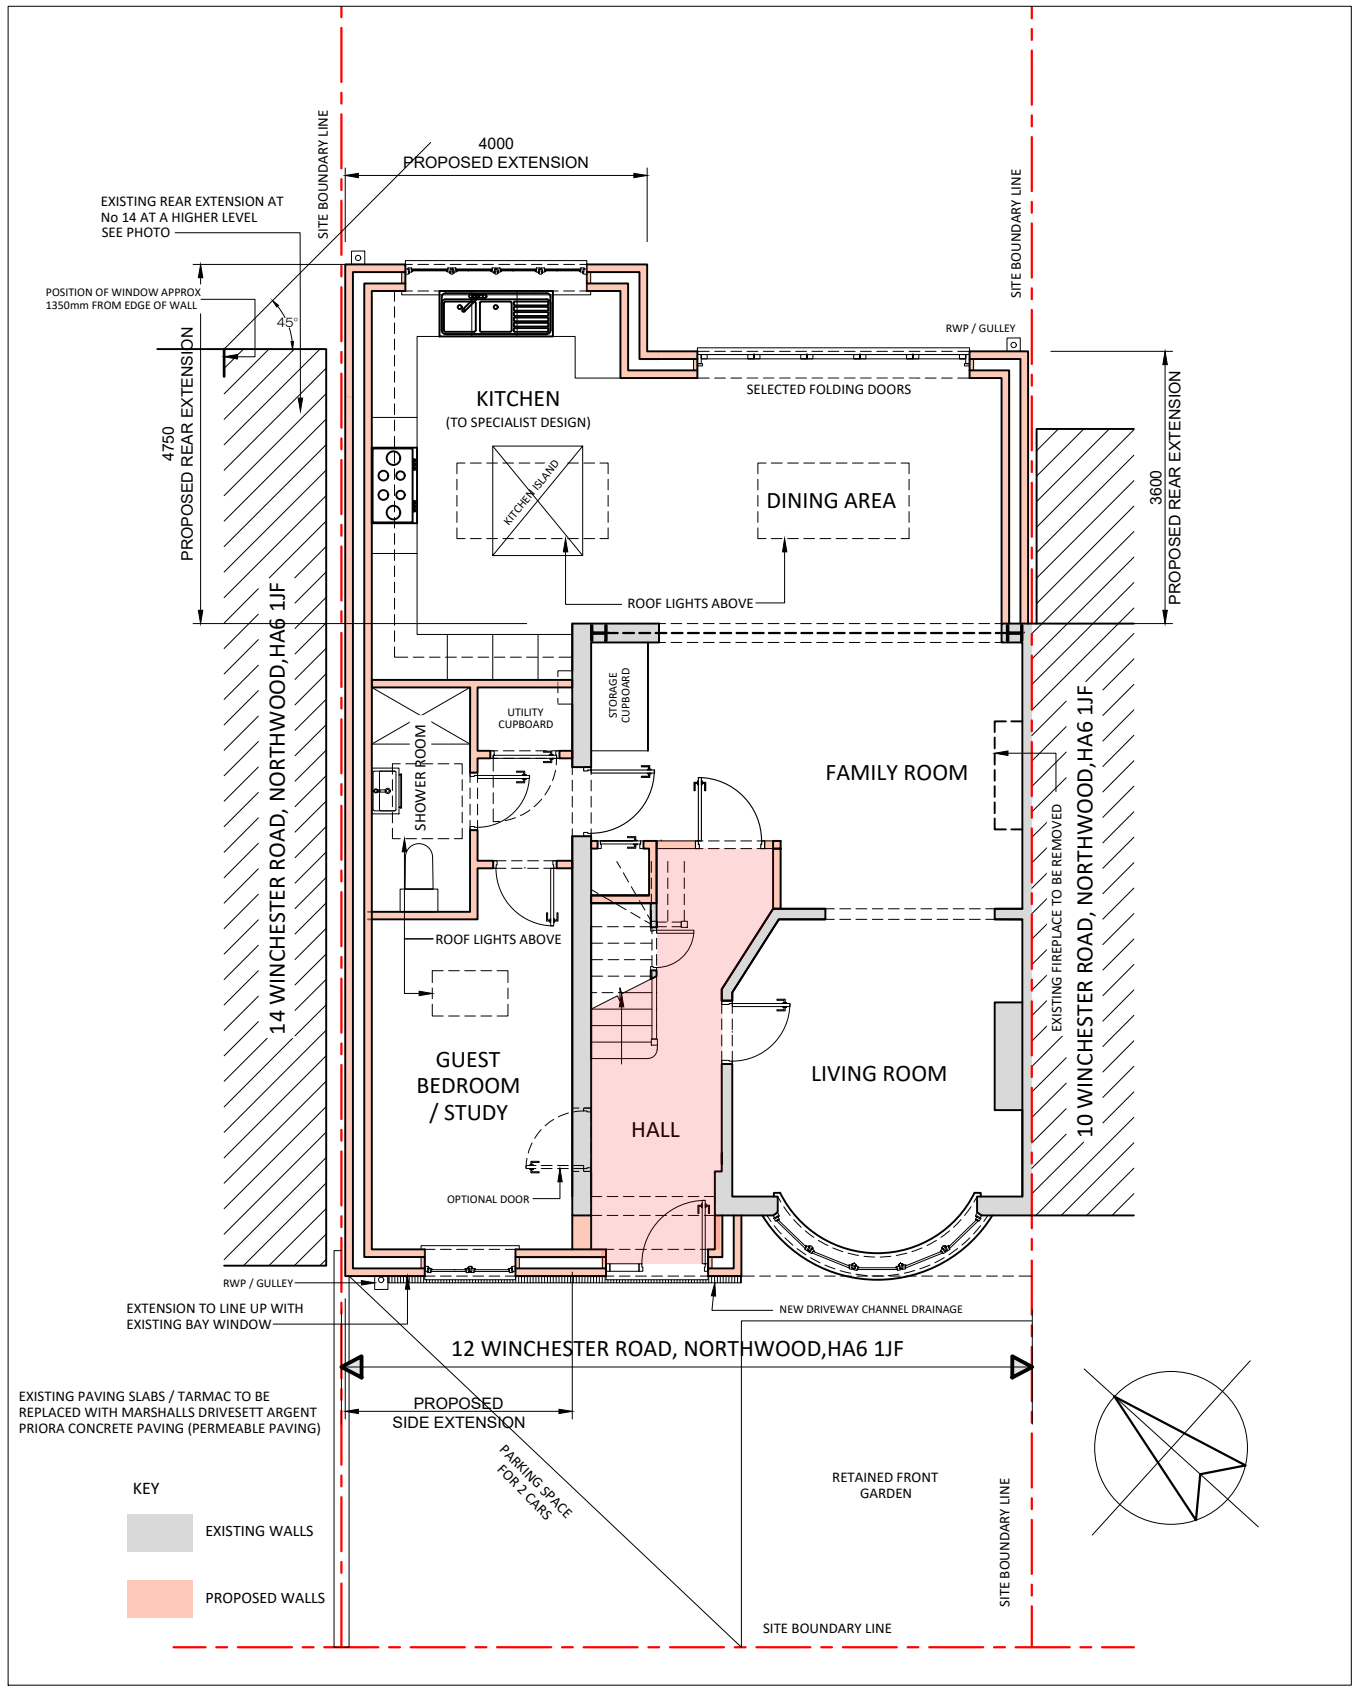 4000
PROPOSED EXTENSION
SITE BOUNDARY LINE
SITE BOUNDARY LINE
EXISTING REAR EXTENSION AT
No 14 AT A HIGHER LEVEL
SEE PHOTO
POSITION OF WINDOW APPROX
1350mm FROM EDGE OF WALL
45°
RWP / GULLEY
4750
PROPOSED REAR EXTENSION
3600
PROPOSED REAR EXTENSION
SELECTED FOLDING DOORS
KITCHEN
(TO SPECIALIST DESIGN)
KITCHEN ISLAND
DINING AREA
ROOF LIGHTS ABOVE
14 WINCHESTER ROAD, NORTHWOOD,HA6 1JF
10 WINCHESTER ROAD, NORTHWOOD,HA6 1JF
STORAGE
CUPBOARD
UTILITY
CUPBOARD
SHOWER ROOM
FAMILY ROOM
EXISTING FIREPLACE TO BE REMOVED
ROOF LIGHTS ABOVE
GUEST
BEDROOM
/ STUDY
LIVING ROOM
HALL
OPTIONAL DOOR
RWP / GULLEY
EXTENSION TO LINE UP WITH
EXISTING BAY WINDOW
NEW DRIVEWAY CHANNEL DRAINAGE
12 WINCHESTER ROAD, NORTHWOOD,HA6 1JF
EXISTING PAVING SLABS / TARMAC TO BE
REPLACED WITH MARSHALLS DRIVESETT ARGENT
PRIORA CONCRETE PAVING (PERMEABLE PAVING)
PROPOSED
SIDE EXTENSION
PARKING SPACE
FOR 2 CARS
RETAINED FRONT
GARDEN
SITE BOUNDARY LINE
KEY
EXISTING WALLS
PROPOSED WALLS
SITE BOUNDARY LINE